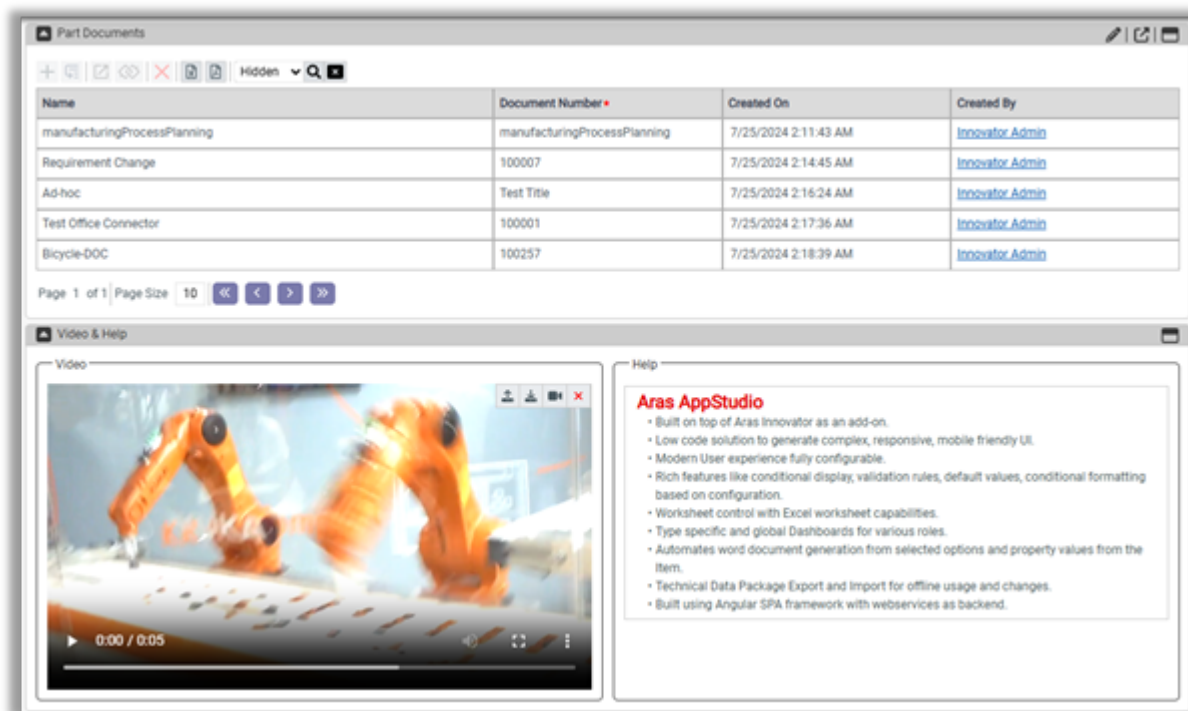 Part Documents
Hidden
Name Document Number* Created On Created By
manufacturingProcessPlanning manufacturingProcessPlanning 7/25/2024 2:11:43 AM Innovator Admin
Requirement Change 100007 7/25/2024 2:14:45 AM Innovator Admin
Ad-hoc Test Title 7/25/2024 2:16:24 AM Innovator Admin
Test Office Connector 100001 7/25/2024 2:17:36 AM Innovator Admin
Bicycle-DOC 100257 7/25/2024 2:18:39 AM Innovator Admin
Page 1 of 1 Page Size 10
Video & Help
Video
0:00 / 0:05
Help
Aras AppStudio
• Built on top of Aras Innovator as an add-on.
• Low code solution to generate complex, responsive, mobile friendly UI.
• Modern User experience fully configurable.
• Rich features like conditional display, validation rules, default values, conditional formatting
based on configuration.
• Worksheet control with Excel worksheet capabilities.
• Type specific and global Dashboards for various roles.
• Automates word document generation from selected options and property values from the
Item.
• Technical Data Package Export and Import for offline usage and changes.
• Built using Angular SPA framework with webservices as backend.